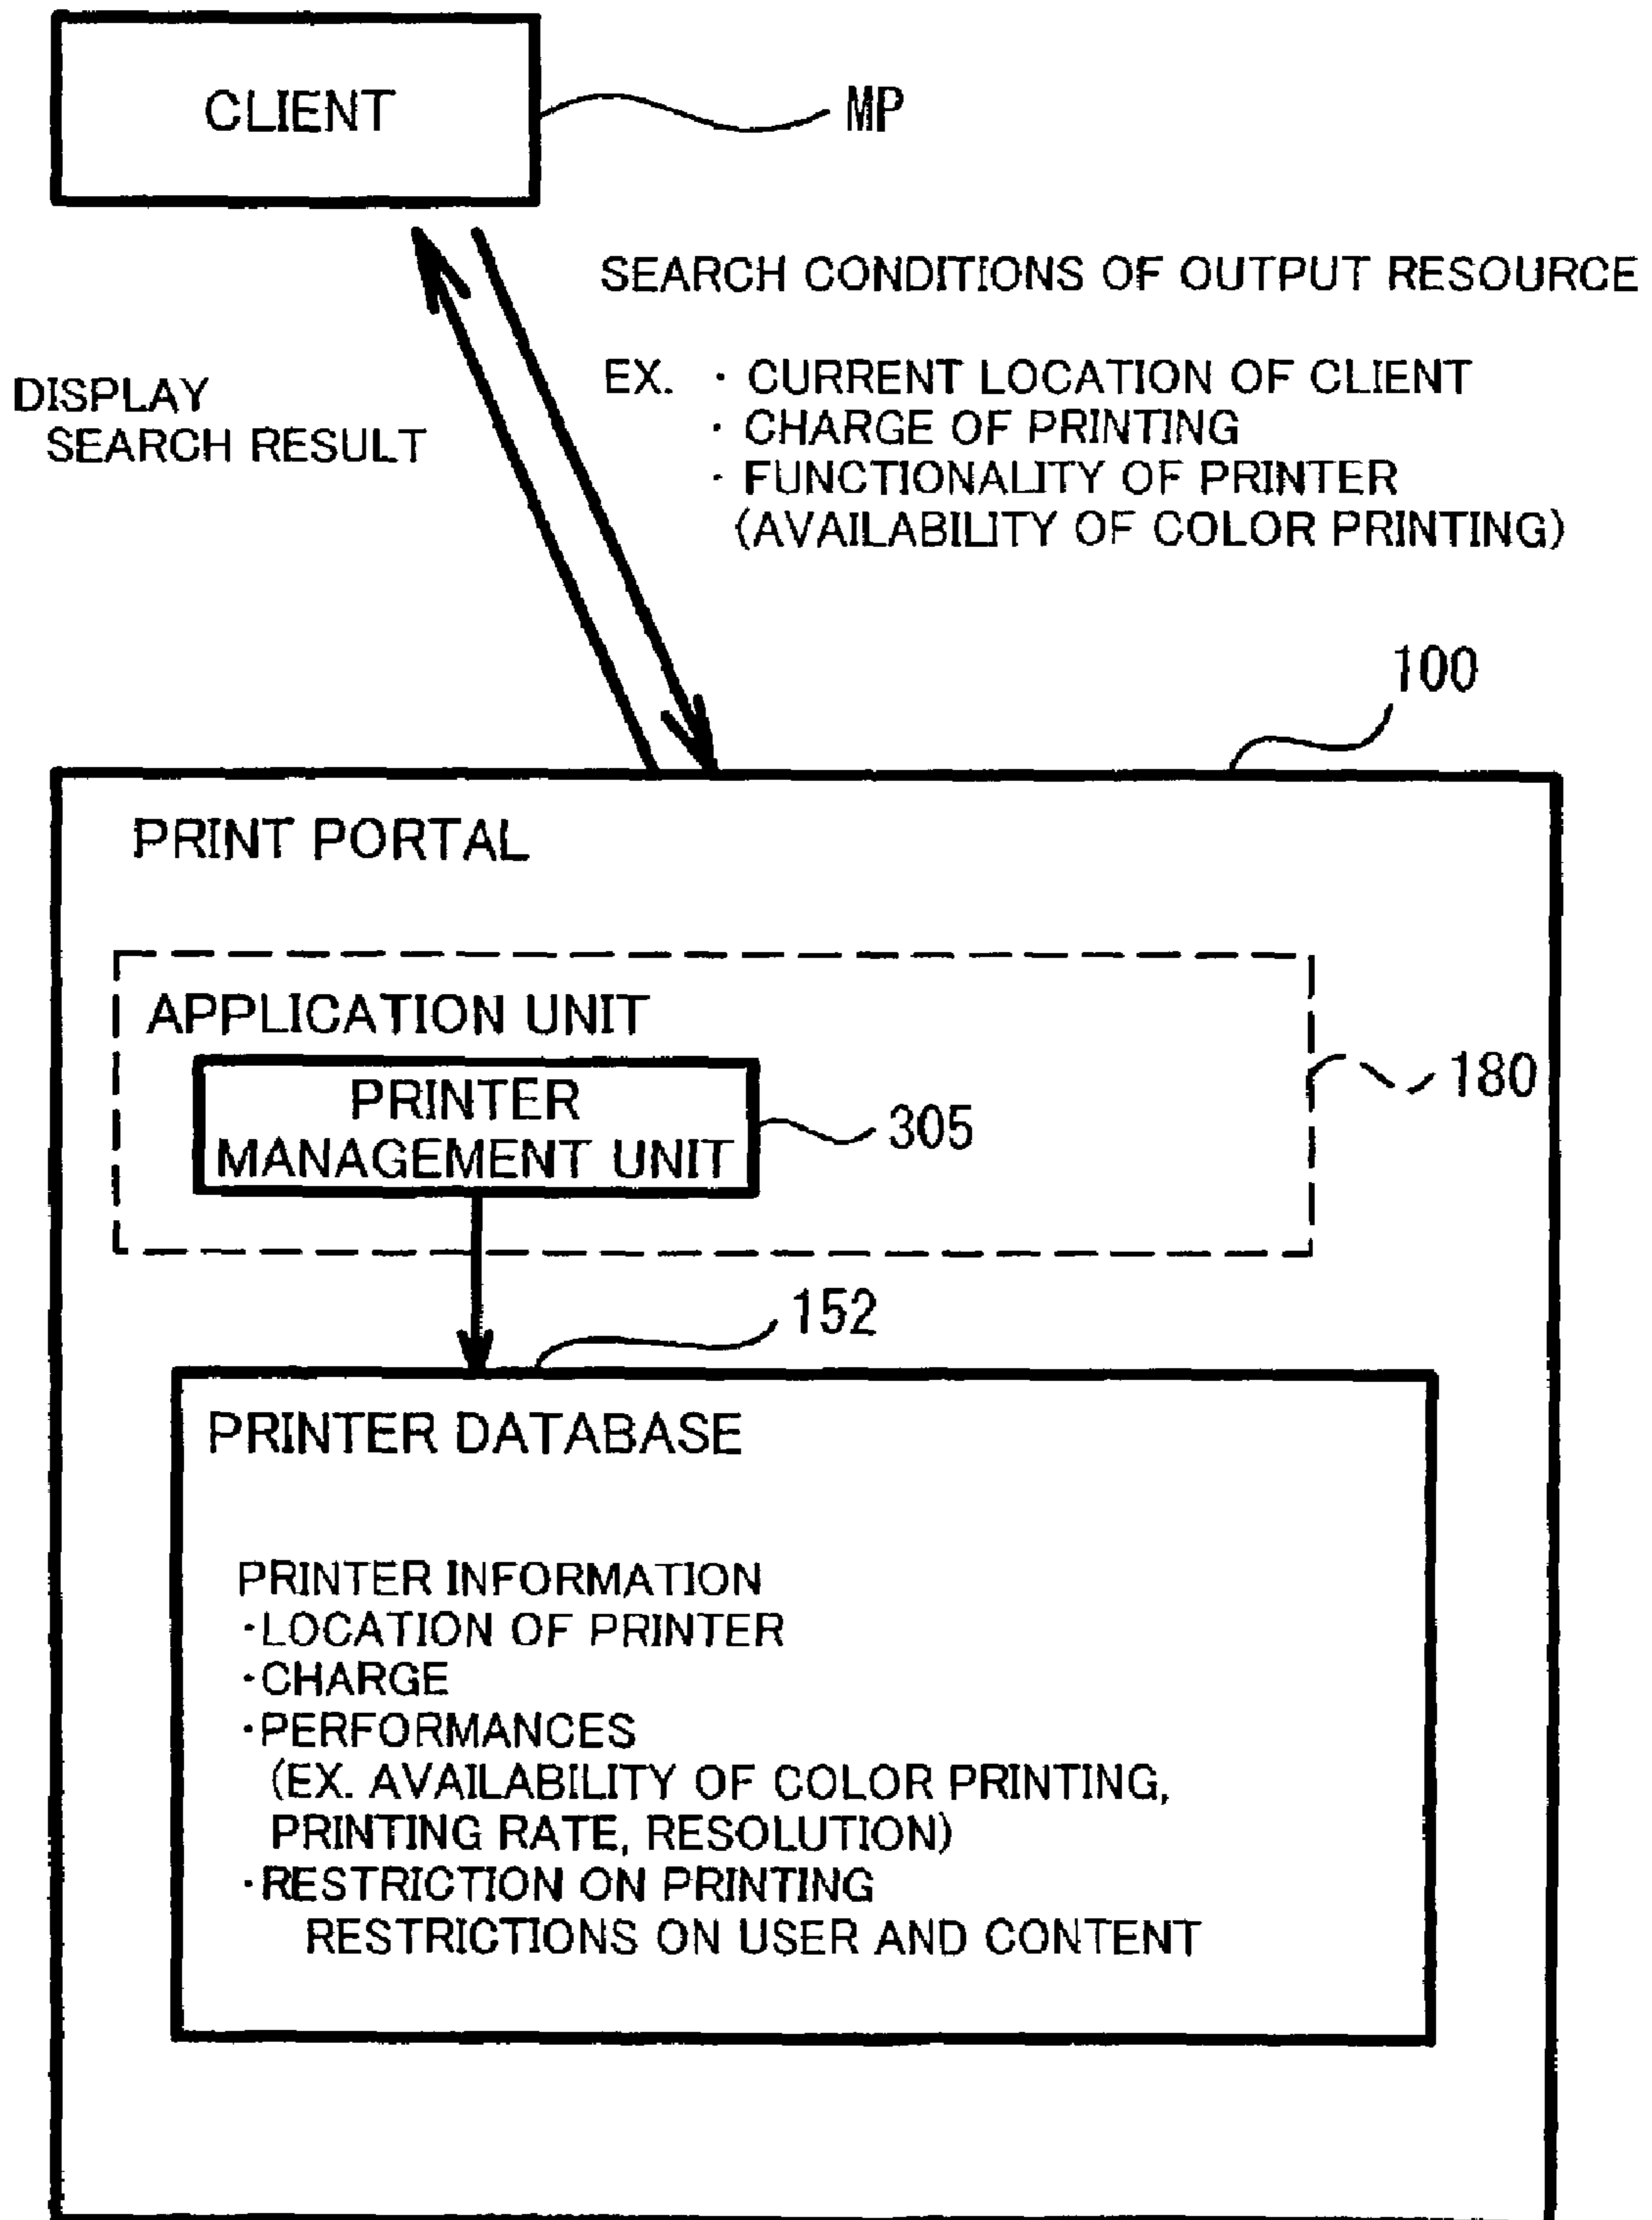 CLIENT
MP
SEARCH CONDITIONS OF OUTPUT RESOURCE
EX. · CURRENT LOCATION OF CLIENT
· CHARGE OF PRINTING
· FUNCTIONALITY OF PRINTER
(AVAILABILITY OF COLOR PRINTING)
DISPLAY
SEARCH RESULT
100
PRINT PORTAL
APPLICATION UNIT
180
PRINTER
MANAGEMENT UNIT
305
152
PRINTER DATABASE
PRINTER INFORMATION
·LOCATION OF PRINTER
·CHARGE
·PERFORMANCES
(EX. AVAILABILITY OF COLOR PRINTING,
PRINTING RATE, RESOLUTION)
·RESTRICTION ON PRINTING
RESTRICTIONS ON USER AND CONTENT